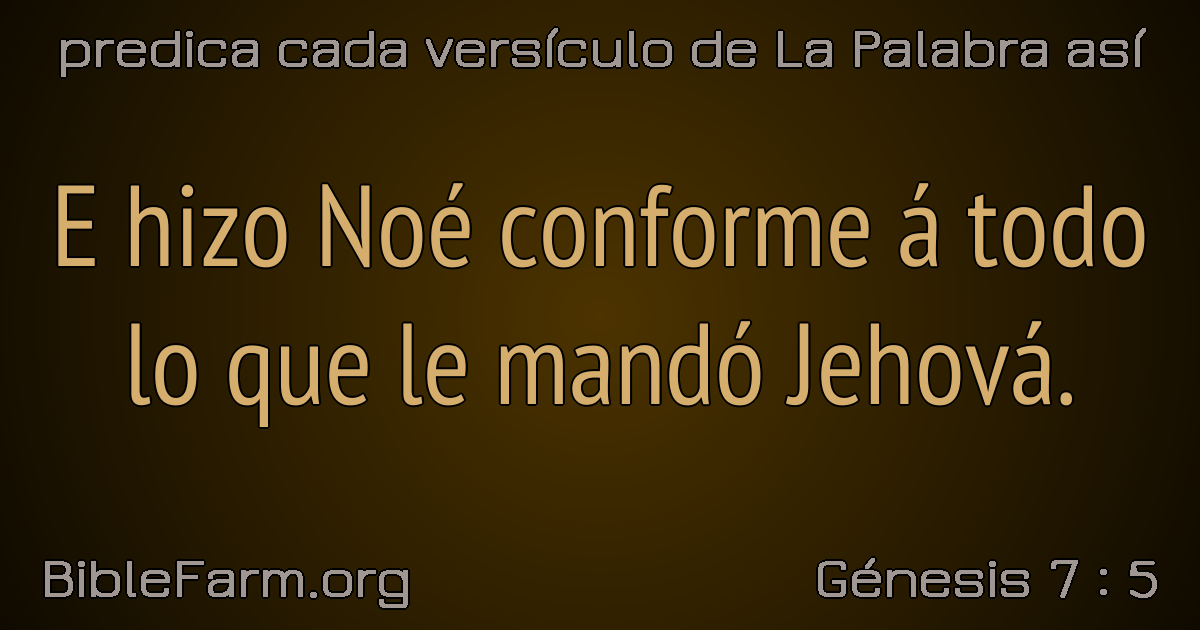 predica cada versículo de La Palabra así
E hizo Noé conforme á todo
lo que le mandó Jehová.
BibleFarm.org
Génesis 7 : 5